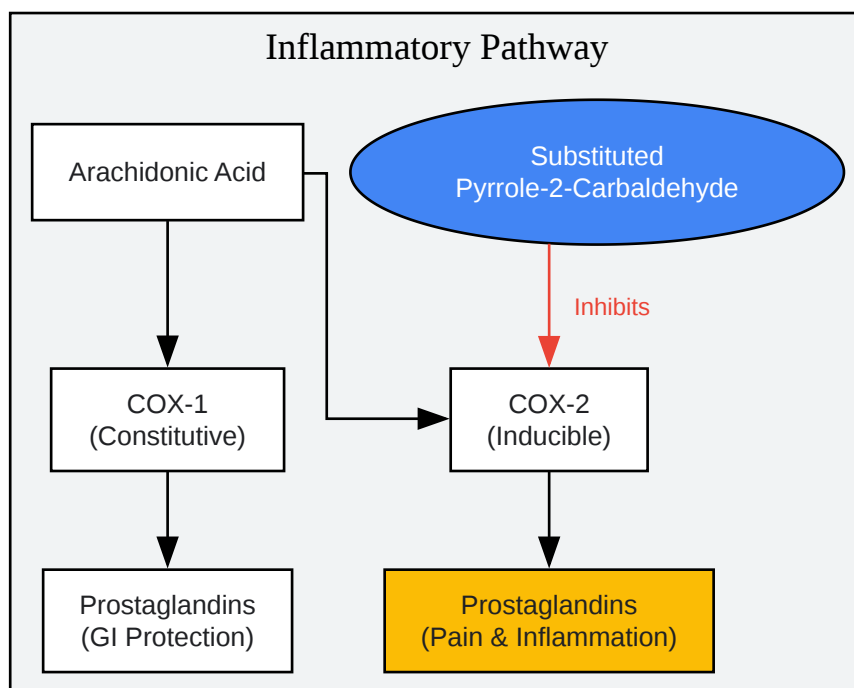 Inflammatory Pathway
Arachidonic Acid
Substituted
Pyrrole-2-Carbaldehyde
Inhibits
COX-1
(Constitutive)
COX-2
(Inducible)
Prostaglandins
(GI Protection)
Prostaglandins
(Pain & Inflammation)